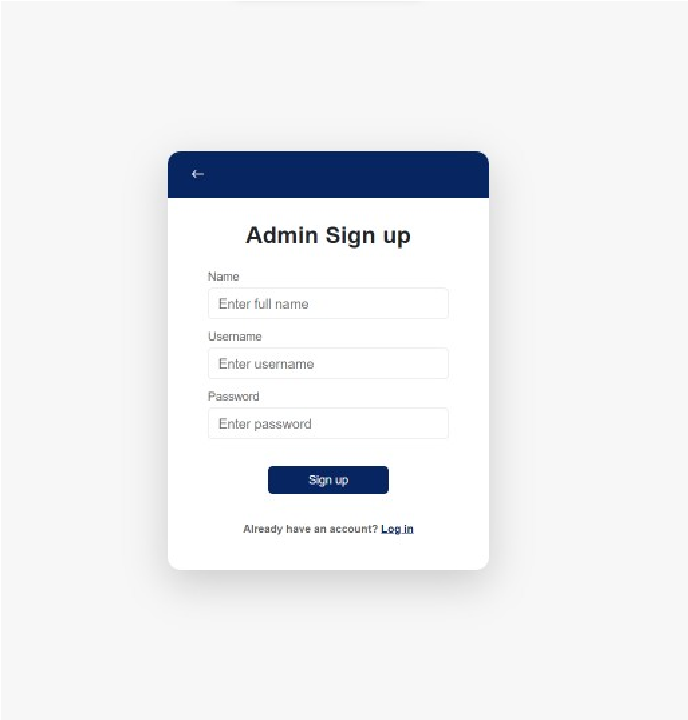 Admin Sign up
Name
Enter full name
Username
Enter username
Password
Enter password
Sign up
Already have an account? Log in